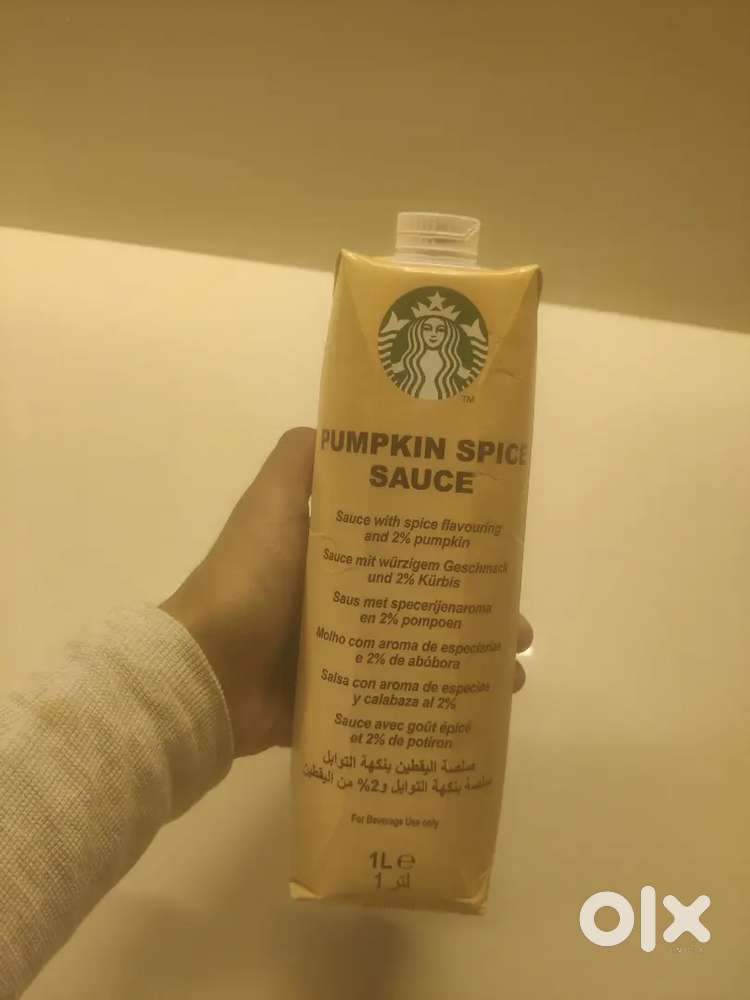 TM
PUMPKIN SPICE
SAUCE
Sauce with spice flavouring
and 2% pumpkin
Sauce mit würzigem Geschmack
und 2% Kürbis
Saus met specerijenaroma
en 2% pompoen
Molho com aroma de especiarias
e 2% de abóbora
Salsa con aroma de especias
y calabaza al 2%
Sauce avec goût épicé
et 2% de potiron
صلصة اليقطين بنكهة التوابل
صلصة بنكهة التوابل و2% من اليقطين
For Beverage Use only
1L e
1 لتر
olx